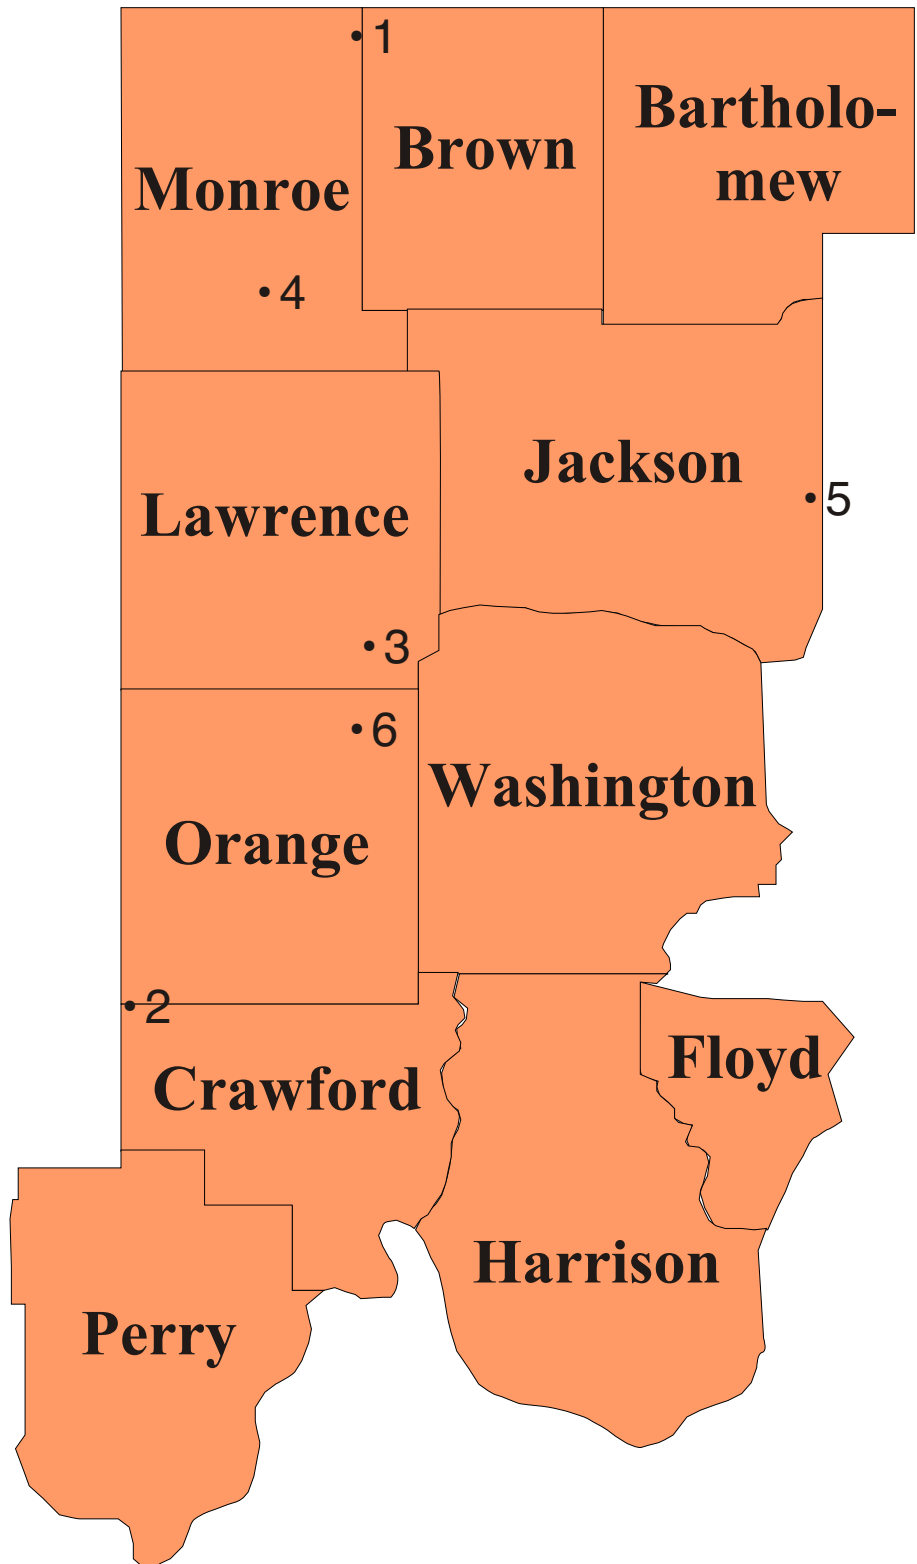 1
Bartholo-
mew
Brown
Monroe
4
Jackson
5
Lawrence
3
6
Washington
Orange
2
Floyd
Crawford
Harrison
Perry